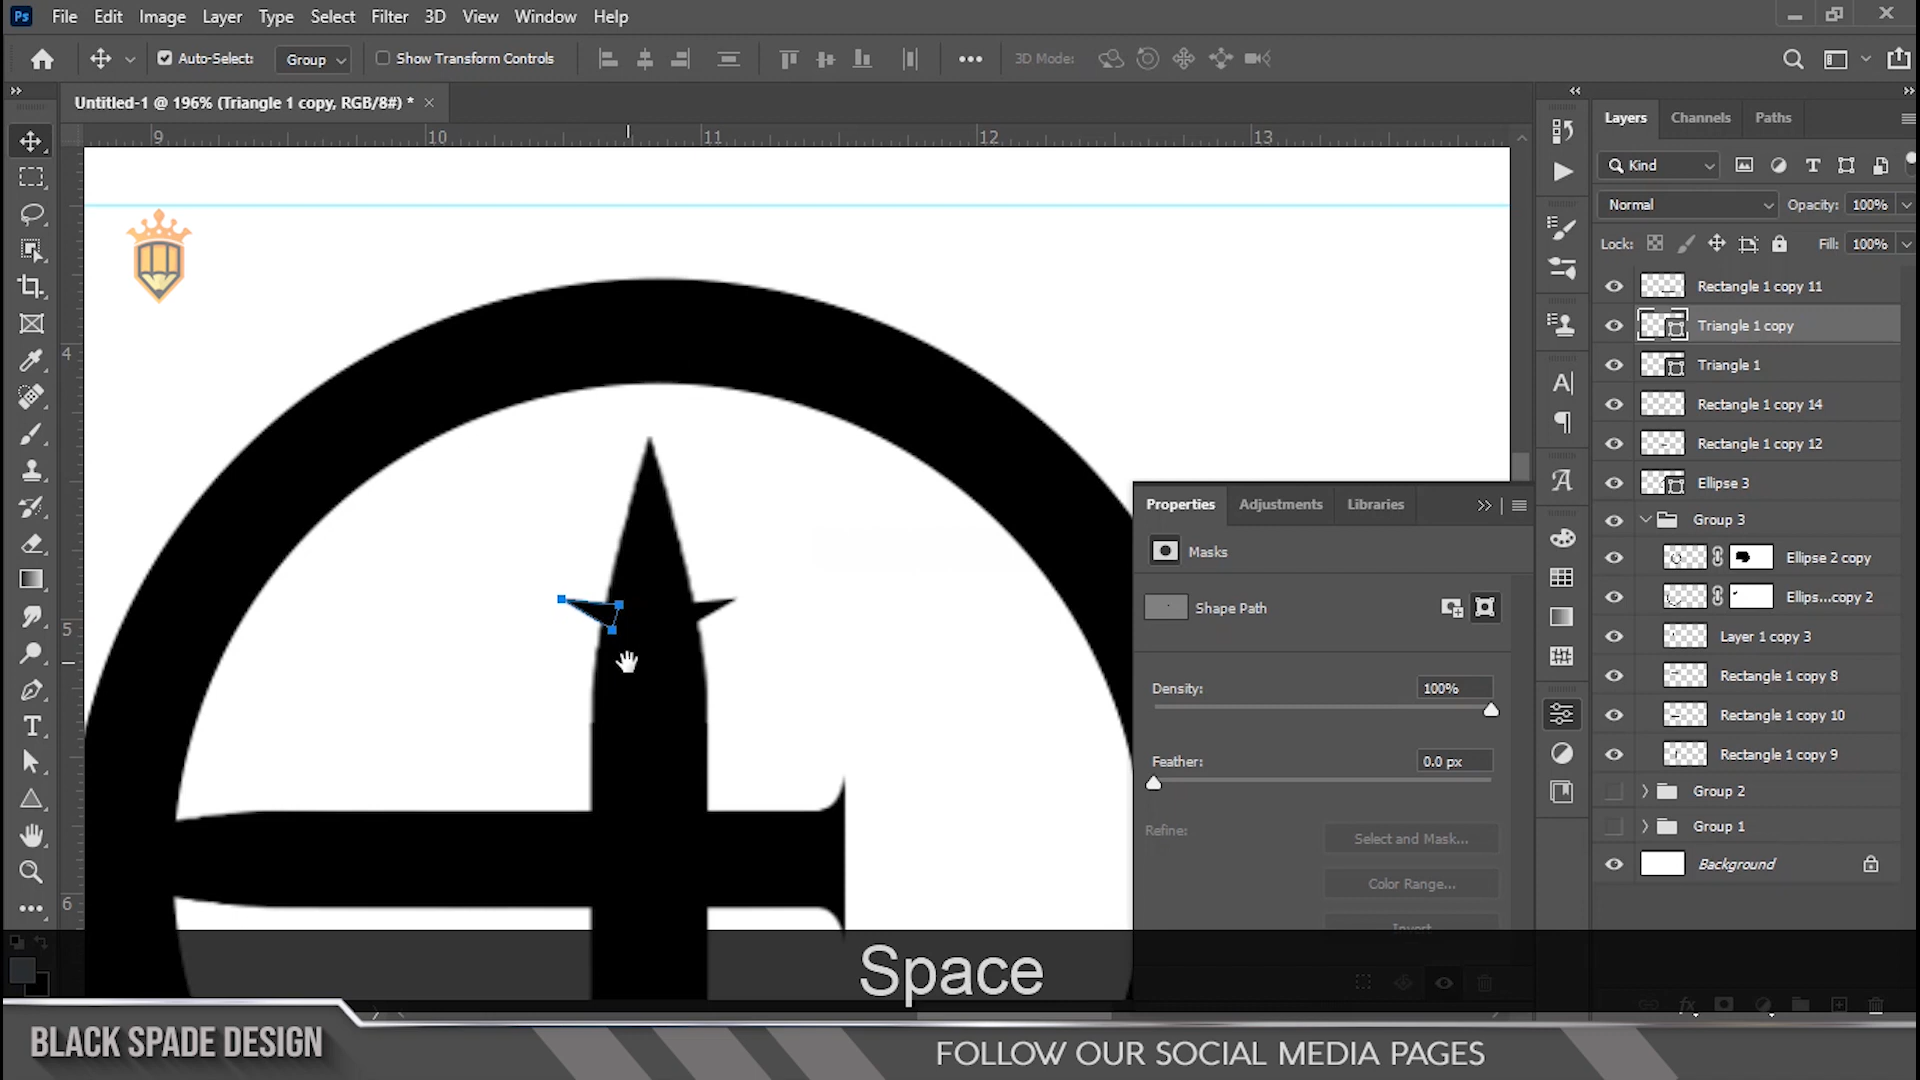 Ps File Edit Image Layer Type Select Filter 3D View Window Help
Auto-Select: Group Show Transform Controls 3D Mode:
Untitled-1 @ 196% (Triangle 1 copy, RGB/8#) *
9 10 11 12 13
4
5
6
Properties Adjustments Libraries
Masks
Shape Path
Density: 100%
Feather: 0.0 px
Refine: Select and Mask...
Color Range...
Invert
Layers Channels Paths
Kind
Normal Opacity: 100%
Lock: Fill: 100%
Rectangle 1 copy 11
Triangle 1 copy
Triangle 1
Rectangle 1 copy 14
Rectangle 1 copy 12
Ellipse 3
Group 3
Ellipse 2 copy
Ellips...copy 2
Layer 1 copy 3
Rectangle 1 copy 8
Rectangle 1 copy 10
Rectangle 1 copy 9
Group 2
Group 1
Background
Space
BLACK SPADE DESIGN
FOLLOW OUR SOCIAL MEDIA PAGES